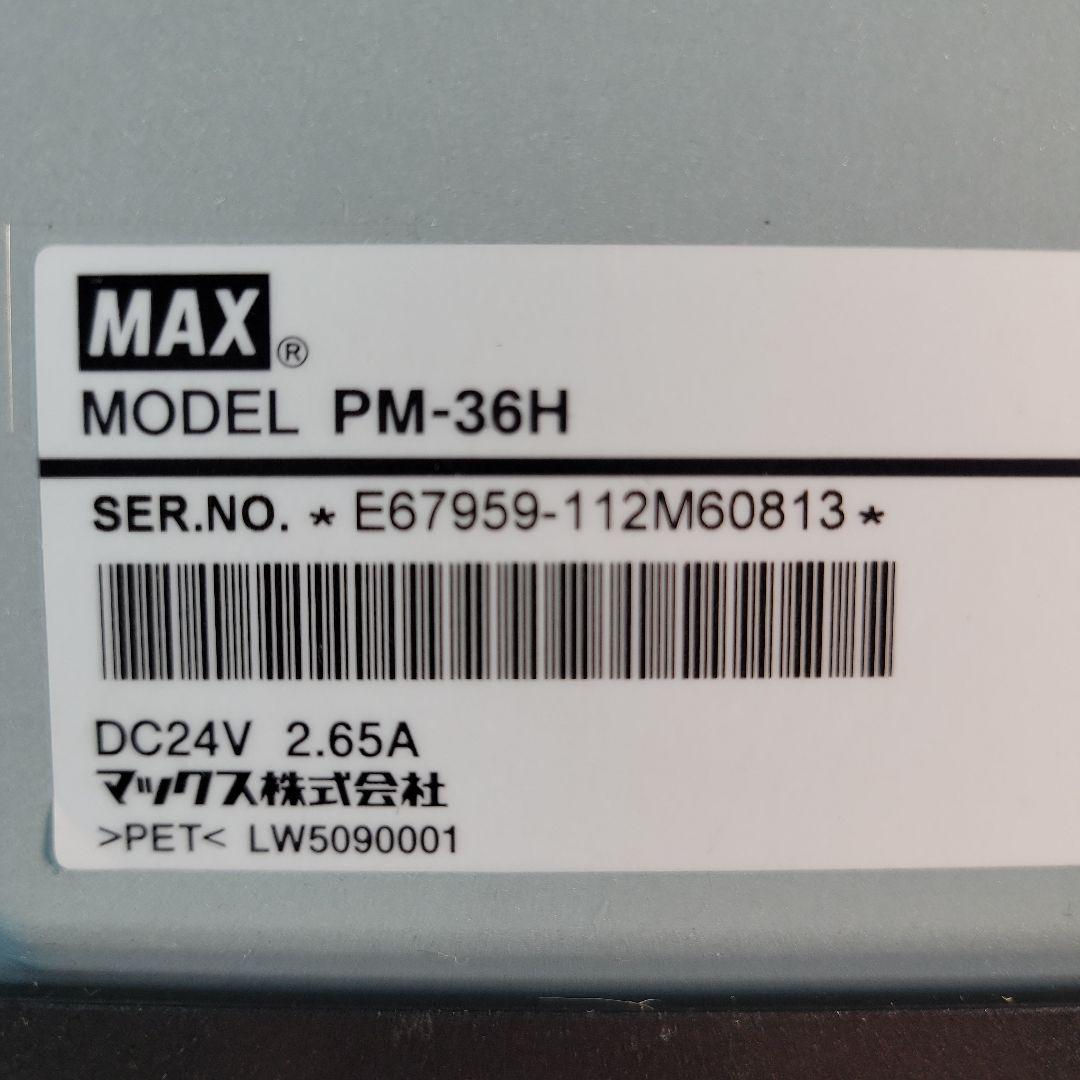 MAX®
MODEL PM-36H
SER.NO. * E67959-112M60813*
DC24V 2.65A
マックス株式会社
>PET< LW5090001